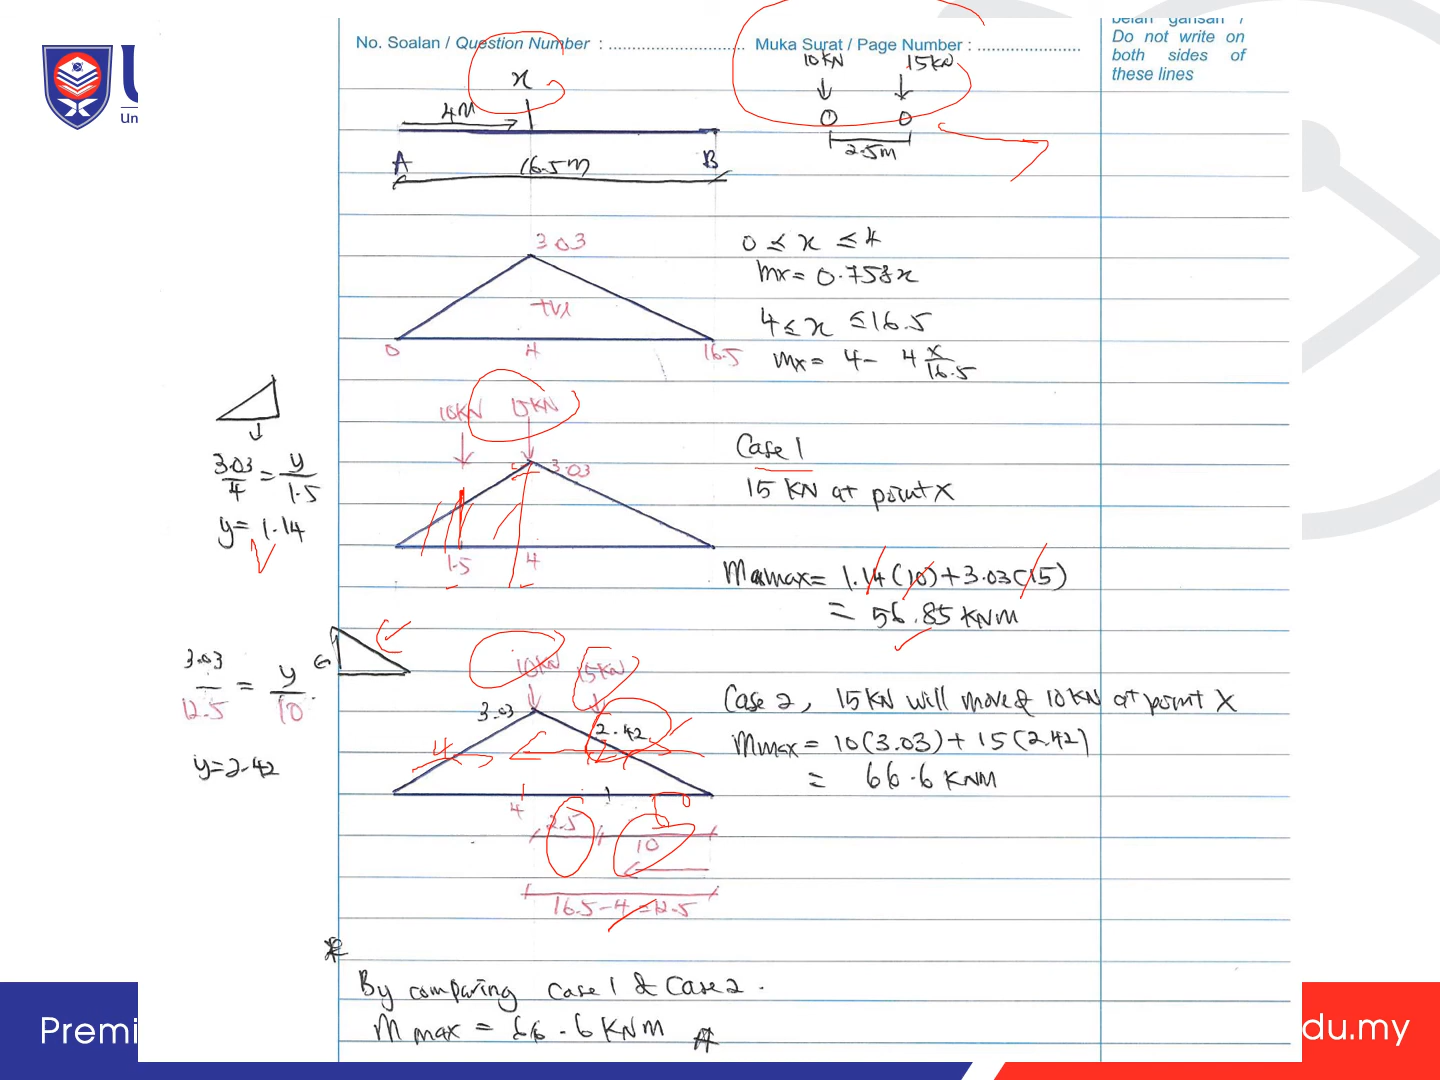 belah garisan /
No. Soalan / Question Number : ............................. Muka Surat / Page Number : ......................
Do not write on
both sides of
these lines
U
Un
x
4M
A
16.5M
B
10KN
15KN
2.5M
3.03
+ve
0
4
16.5
0 ≤ x ≤ 4
Mx = 0.758x
4 ≤ x ≤ 16.5
Mx = 4 - 4 x/16.5
3.03/4 = y/1.5
y = 1.14
10KN
15KN
3.03
1.5
4
Case 1
15 KN at point X
Mmax = 1.14(10) + 3.03(15)
= 56.85 KNM
3.03/12.5 = y/10
y = 2.42
10KN
15KN
3.03
2.42
4
4
2.5
10
16.5 - 4 = 12.5
Case 2, 15KN will move & 10KN at point X
Mmax = 10(3.03) + 15(2.42)
= 66.6 KNM
By comparing Case 1 & Case 2.
M max = 66.6 KNM
Premi
du.my